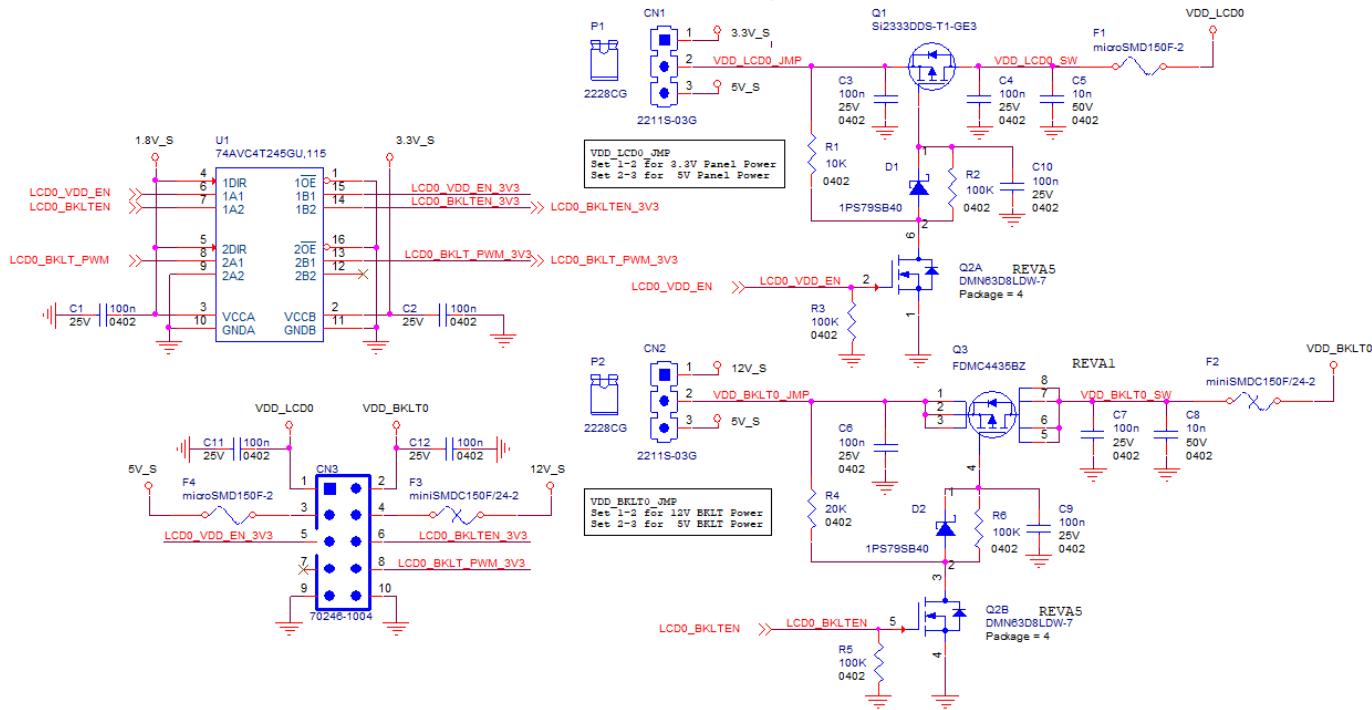 P1
2228CG
CN1
1
3.3V_S
2
VDD_LCD0_JMP
3
5V_S
2211S-03G
Q1
Si2333DDS-T1-GE3
VDD_LCD0_SW
F1
microSMD150F-2
VDD_LCD0
C3
100n
25V
0402
C4
100n
25V
0402
C5
10n
50V
0402
VDD_LCD0_JMP
Set 1-2 for 3.3V Panel Power
Set 2-3 for 5V Panel Power
R1
10K
0402
D1
1
1PS79SB40
2
R2
100K
0402
C10
100n
25V
0402
6
Q2A
REVA5
DMN63D8LDW-7
Package = 4
LCD0_VDD_EN
LCD0_VDD_EN
2
1
R3
100K
0402
1.8V_S
U1
74AVC4T245GU,115
3.3V_S
LCD0_VDD_EN
LCD0_BKLTEN
LCD0_BKLT_PWM
4
6
7
5
8
9
3
10
1DIR
1A1
1A2
2DIR
2A1
2A2
VCCA
GNDA
1OE
1B1
1B2
2OE
2B1
2B2
VCCB
GNDB
1
15
14
16
13
12
2
11
LCD0_VDD_EN_3V3
LCD0_BKLTEN_3V3
LCD0_BKLTEN_3V3
LCD0_BKLT_PWM_3V3
LCD0_BKLT_PWM_3V3
C1
100n
25V
0402
C2
100n
25V
0402
P2
2228CG
CN2
1
12V_S
2
VDD_BKLT0_JMP
3
5V_S
2211S-03G
Q3
FDMC4435BZ
REVA1
1
2
3
8
7
6
5
4
VDD_BKLT0_SW
F2
miniSMDC150F/24-2
VDD_BKLT0
C6
100n
25V
0402
C7
100n
25V
0402
C8
10n
50V
0402
VDD_BKLT0_JMP
Set 1-2 for 12V BKLT Power
Set 2-3 for 5V BKLT Power
R4
20K
0402
D2
1
1PS79SB40
2
R6
100K
0402
C9
100n
25V
0402
3
Q2B
REVA5
DMN63D8LDW-7
Package = 4
LCD0_BKLTEN
LCD0_BKLTEN
5
4
R5
100K
0402
VDD_LCD0
VDD_BKLT0
C11
100n
25V
0402
C12
100n
25V
0402
5V_S
F4
microSMD150F-2
CN3
F3
miniSMDC150F/24-2
12V_S
1
2
3
4
LCD0_VDD_EN_3V3
5
6
LCD0_BKLTEN_3V3
7
8
LCD0_BKLT_PWM_3V3
9
10
70246-1004